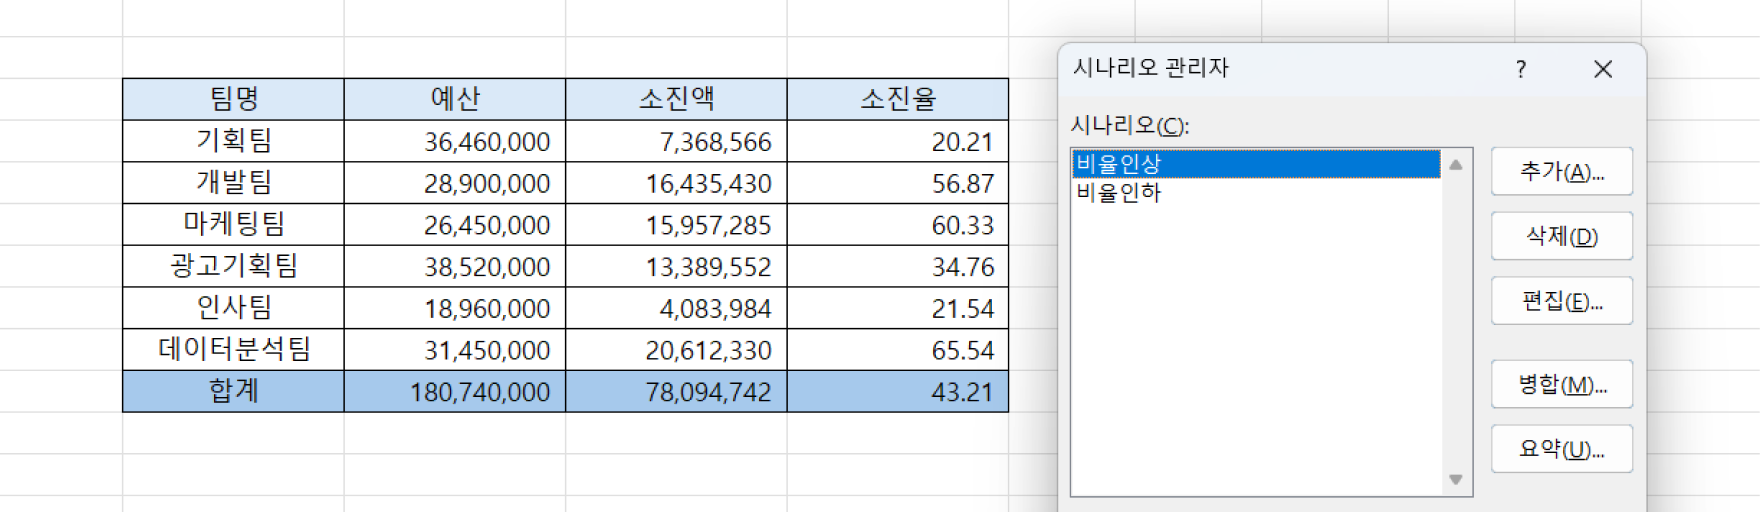 팀명 예산 소진액 소진율
기획팀 36,460,000 7,368,566 20.21
개발팀 28,900,000 16,435,430 56.87
마케팅팀 26,450,000 15,957,285 60.33
광고기획팀 38,520,000 13,389,552 34.76
인사팀 18,960,000 4,083,984 21.54
데이터분석팀 31,450,000 20,612,330 65.54
합계 180,740,000 78,094,742 43.21
시나리오 관리자 ?
시나리오(C):
비율인상
비율인하
추가(A)...
삭제(D)
편집(E)...
병합(M)...
요약(U)...